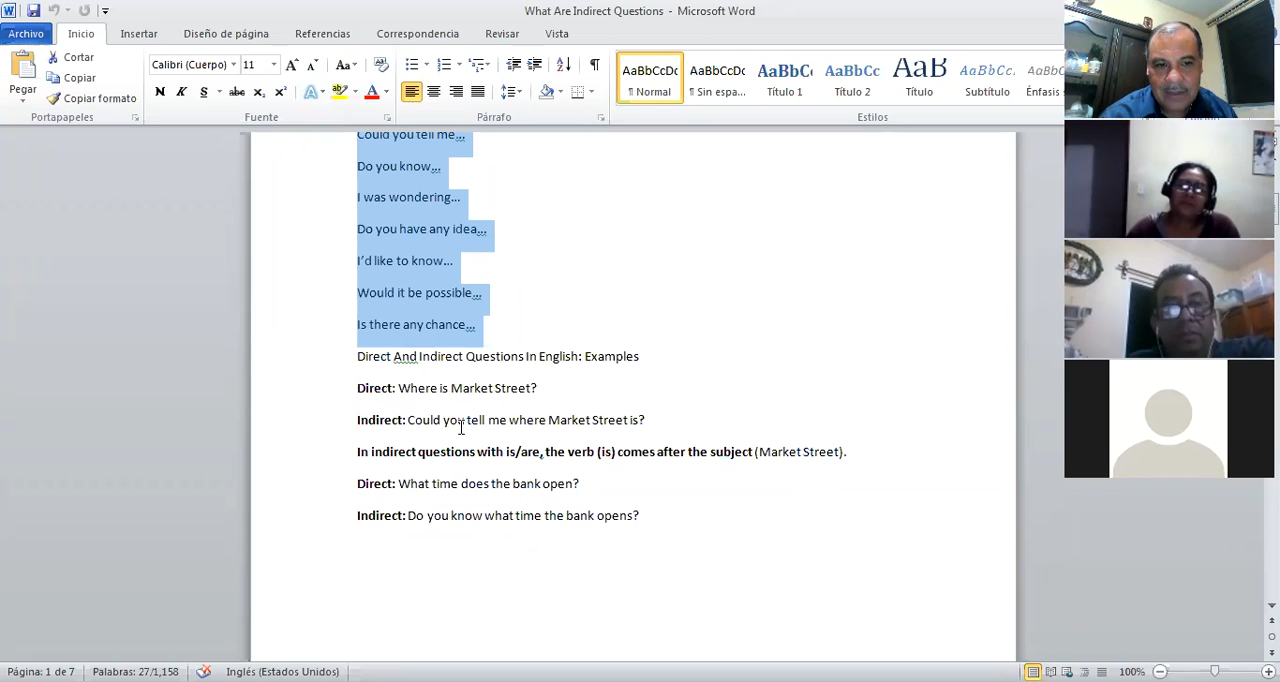 What Are Indirect Questions - Microsoft Word
Archivo Inicio Insertar Diseño de página Referencias Correspondencia Revisar Vista
Cortar
Copiar
Copiar formato
Pegar
Portapapeles
Calibri (Cuerpo) 11
Fuente
Párrafo
AaBbCcDc AaBbCcDc AaBbC AaBbCc AaB AaBbCc. AaBbCc
¶ Normal ¶ Sin espa... Título 1 Título 2 Título Subtítulo Énfasis
Estilos
Could you tell me...
Do you know...
I was wondering...
Do you have any idea...
I'd like to know...
Would it be possible...
Is there any chance...
Direct And Indirect Questions In English: Examples
Direct: Where is Market Street?
Indirect: Could you tell me where Market Street is?
In indirect questions with is/are, the verb (is) comes after the subject (Market Street).
Direct: What time does the bank open?
Indirect: Do you know what time the bank opens?
Página: 1 de 7 Palabras: 27/1,158 Inglés (Estados Unidos) 100%